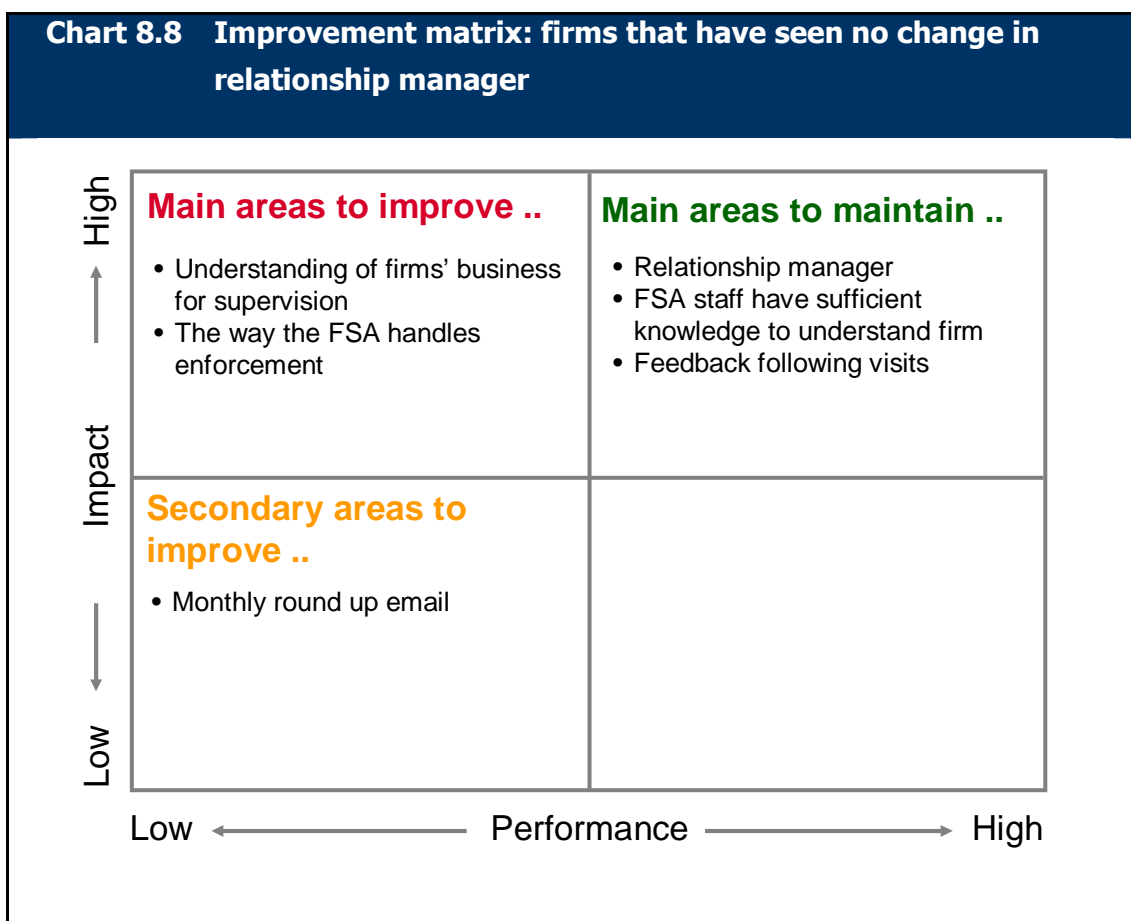 Chart 8.8 Improvement matrix: firms that have seen no change in
relationship manager
High
Impact
Low
Main areas to improve ..
• Understanding of firms’ business
for supervision
• The way the FSA handles
enforcement
Main areas to maintain ..
• Relationship manager
• FSA staff have sufficient
knowledge to understand firm
• Feedback following visits
Secondary areas to
improve ..
• Monthly round up email
Low Performance High